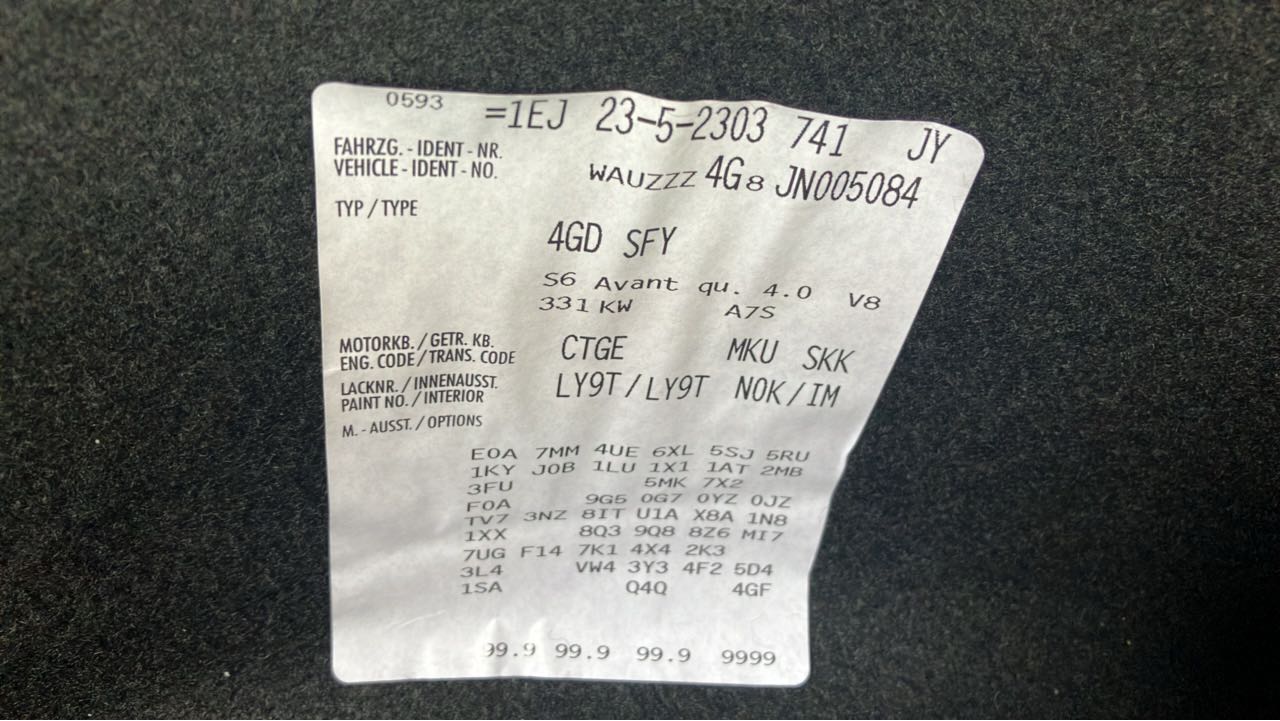 0593 =1EJ 23-5-2303 741 JY
FAHRZG. - IDENT - NR.
VEHICLE - IDENT - NO. WAUZZZ 4G8 JN005084
TYP / TYPE
4GD SFY
S6 Avant qu. 4.0 V8
331 KW A7S
MOTORKB. / GETR. KB.
ENG. CODE / TRANS. CODE CTGE MKU SKK
LACKNR. / INNENAUSST.
PAINT NO. / INTERIOR LY9T / LY9T NOK / IM
M. - AUSST. / OPTIONS
E0A 7MM 4UE 6XL 5SJ 5RU
1KY J0B 1LU 1X1 1AT 2MB
3FU 5MK 7X2
F0A 9G5 0G7 0YZ 0JZ
TV7 3NZ 8IT U1A X8A 1N8
1XX 8Q3 9Q8 8Z6 MI7
7UG F14 7K1 4X4 2K3
3L4 VW4 3Y3 4F2 5D4
1SA Q4Q 4GF
99.9 99.9 99.9 9999